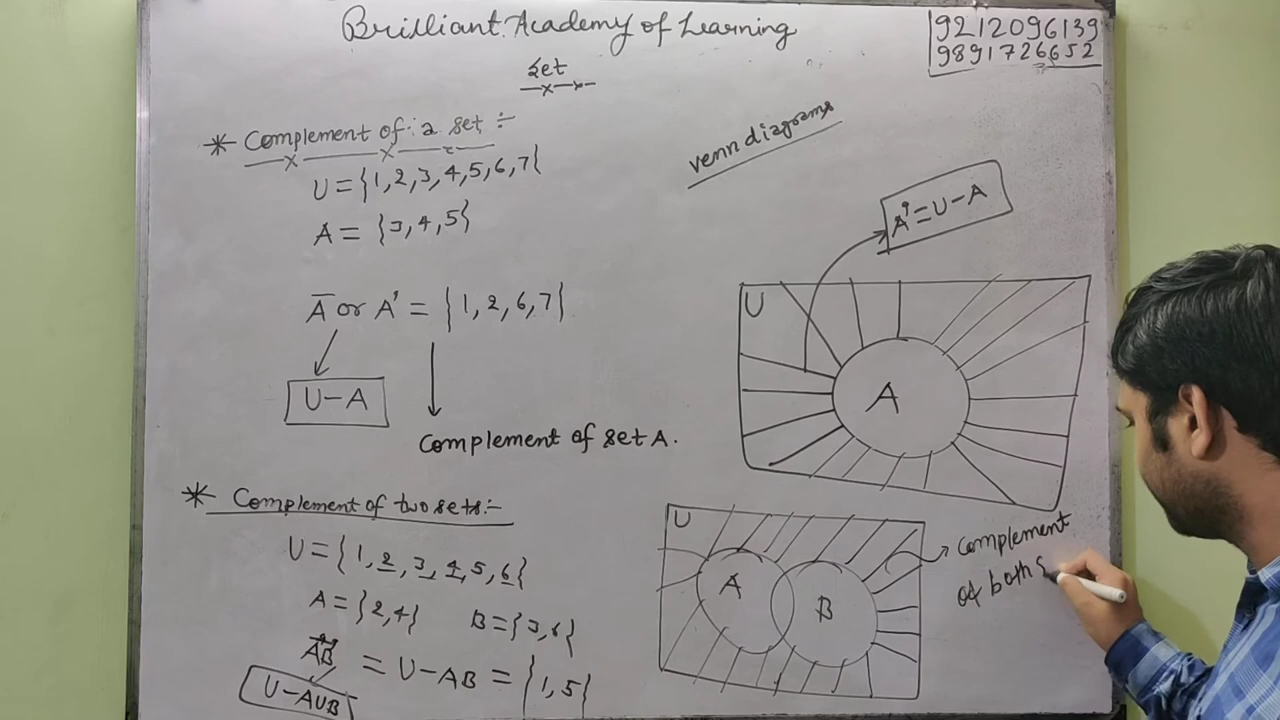 Brilliant Academy of Learning
9212096139
9891726652
Set
* Complement of a set :-
U = {1, 2, 3, 4, 5, 6, 7}
A = {3, 4, 5}
A̅ or A' = {1, 2, 6, 7}
U - A
Complement of set A.
venn diagrams
A' = U - A
U
A
* Complement of two sets :-
U = {1, 2, 3, 4, 5, 6}
A = {2, 4} B = {3, 6}
= U - AB = {1, 5}
U - AUB
U
A
B
complement
of both s